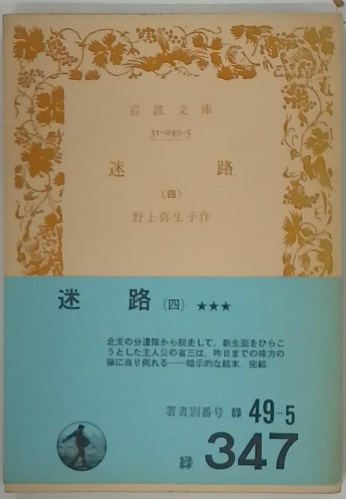 岩波文庫
31-049-5
迷路
(四)
野上弥生子作
迷路(四)★★★
北支の分遣隊から脱走して、新生面をひらこ
うとした主人公の省三は、昨日までの味方の
弾に当り倒れる――暗示的な結末 完結.
著者別番号 緑 49-5
緑 347